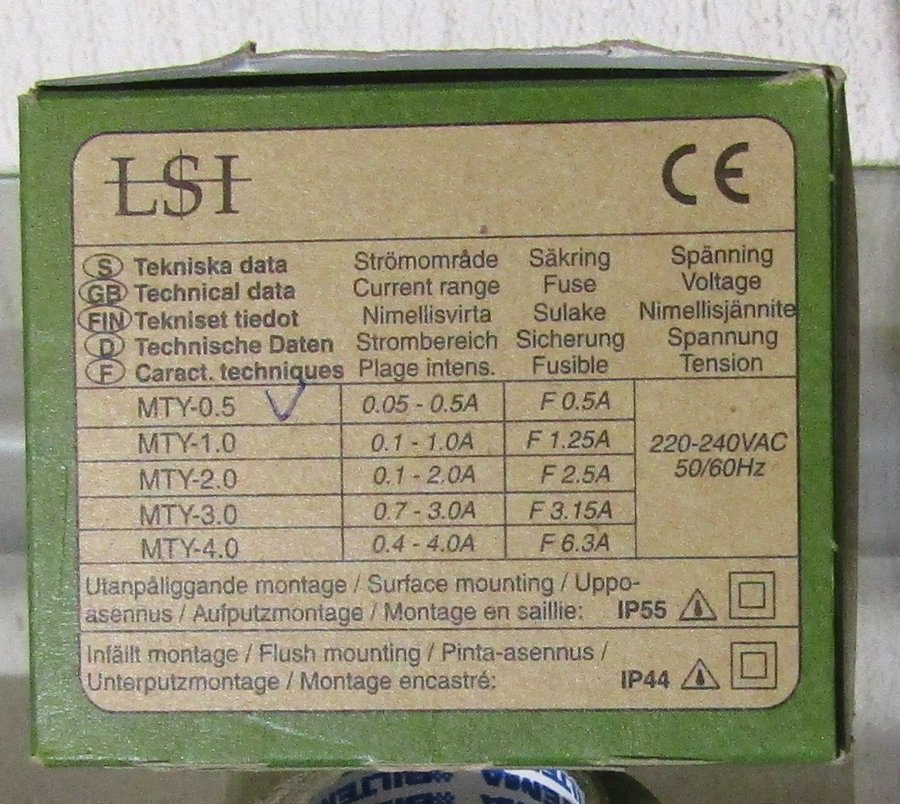 LSI CE
S Tekniska data Strömområde Säkring Spänning
GB Technical data Current range Fuse Voltage
FIN Tekniset tiedot Nimellisvirta Sulake Nimellisjännite
D Technische Daten Strombereich Sicherung Spannung
F Caract. techniques Plage intens. Fusible Tension
MTY-0.5 0.05 - 0.5A F 0.5A
MTY-1.0 0.1 - 1.0A F 1.25A 220-240VAC
MTY-2.0 0.1 - 2.0A F 2.5A 50/60Hz
MTY-3.0 0.7 - 3.0A F 3.15A
MTY-4.0 0.4 - 4.0A F 6.3A
Utanpåliggande montage / Surface mounting / Uppo-
asennus / Aufputzmontage / Montage en saillie: IP55
Infällt montage / Flush mounting / Pinta-asennus /
Unterputzmontage / Montage encastré: IP44